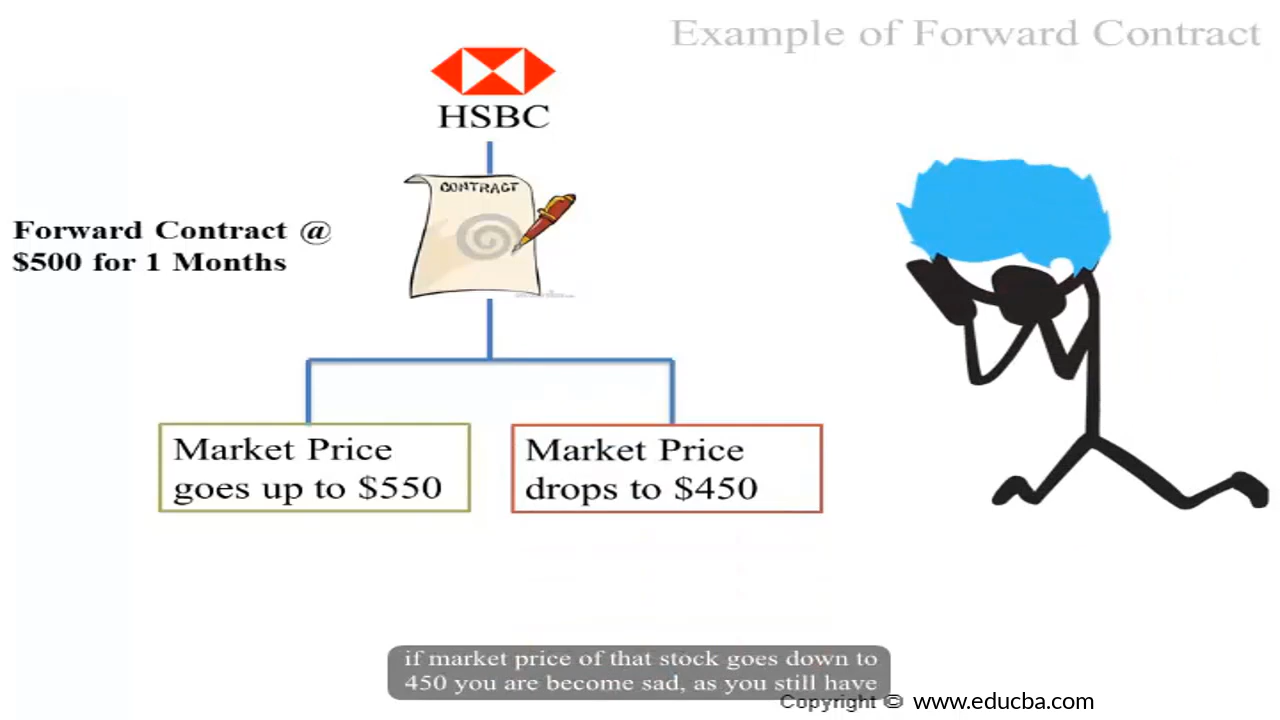 Example of Forward Contract
HSBC
CONTRACT
Forward Contract @
$500 for 1 Months
Market Price
goes up to $550
Market Price
drops to $450
if market price of that stock goes down to
450 you are become sad, as you still have
Copyright © www.educba.com